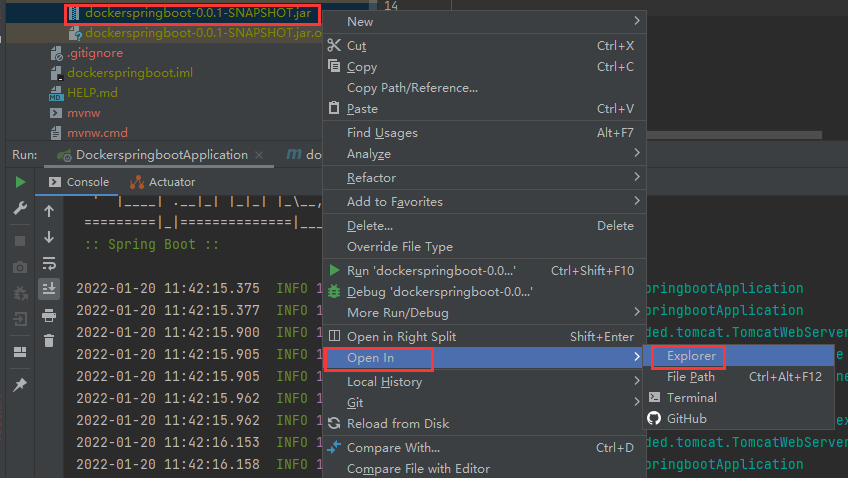 dockerspringboot-0.0.1-SNAPSHOT.jar
14
dockerspringboot-0.0.1-SNAPSHOT.jar.o
.gitignore
dockerspringboot.iml
HELP.md
mvnw
mvnw.cmd
New
Cut Ctrl+X
Copy Ctrl+C
Copy Path/Reference...
Paste Ctrl+V
Find Usages Alt+F7
Analyze
Refactor
Add to Favorites
Delete... Delete
Override File Type
Run 'dockerspringboot-0.0...' Ctrl+Shift+F10
Debug 'dockerspringboot-0.0...'
More Run/Debug
Open in Right Split Shift+Enter
Open In
Local History
Git
Reload from Disk
Compare With... Ctrl+D
Compare File with Editor
Explorer
File Path Ctrl+Alt+F12
Terminal
GitHub
Run: DockerspringbootApplication do
Console Actuator
' |____| .__|_| |_|_| |_\__,
=========|_|==============|___
:: Spring Boot ::
2022-01-20 11:42:15.375 INFO 1 pringbootApplication
2022-01-20 11:42:15.377 INFO 1 pringbootApplication
2022-01-20 11:42:15.900 INFO 1 ded.tomcat.TomcatWebServer
2022-01-20 11:42:15.905 INFO 1
2022-01-20 11:42:15.905 INFO 1
2022-01-20 11:42:15.962 INFO 1
2022-01-20 11:42:15.962 INFO 1
2022-01-20 11:42:16.153 INFO 1 ded.tomcat.TomcatWebServer
2022-01-20 11:42:16.158 INFO 1 pringbootApplication